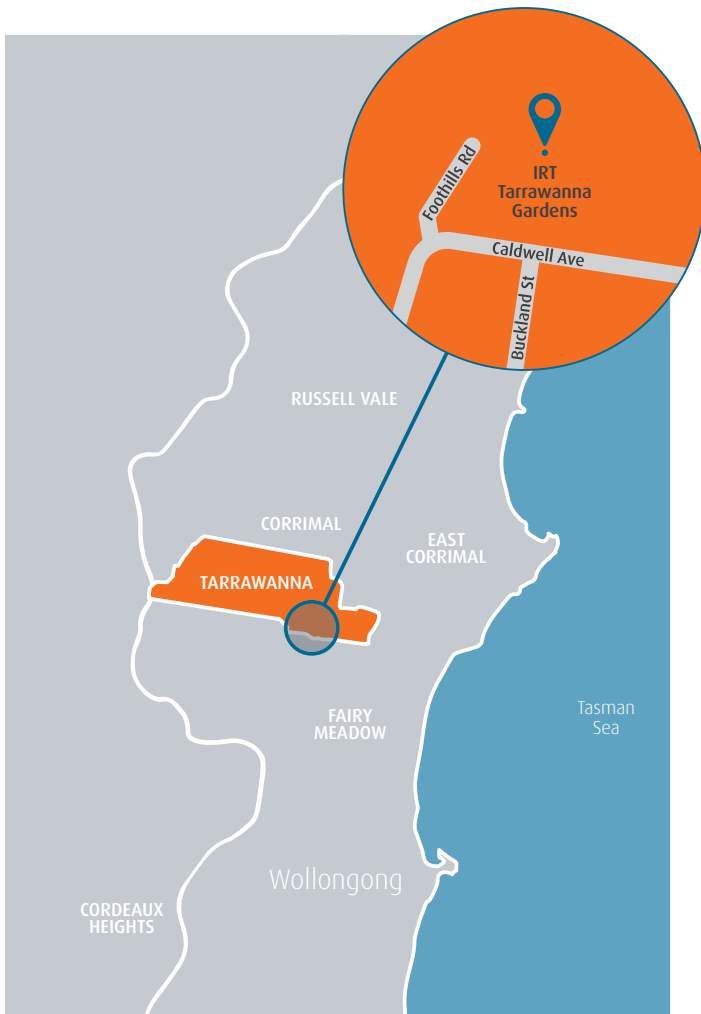 IRT
Tarrawanna
Gardens
Foothills Rd
Caldwell Ave
Buckland St
RUSSELL VALE
CORRIMAL
EAST
CORRIMAL
TARRAWANNA
FAIRY
MEADOW
Tasman
Sea
Wollongong
CORDEAUX
HEIGHTS